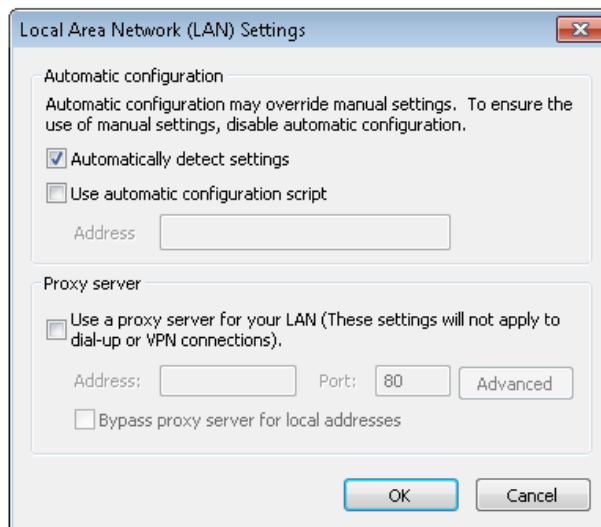 Local Area Network (LAN) Settings
Automatic configuration
Automatic configuration may override manual settings.  To ensure the
use of manual settings, disable automatic configuration.
Automatically detect settings
Use automatic configuration script
Address
Proxy server
Use a proxy server for your LAN (These settings will not apply to
dial-up or VPN connections).
Address: Port: 80 Advanced
Bypass proxy server for local addresses
OK Cancel